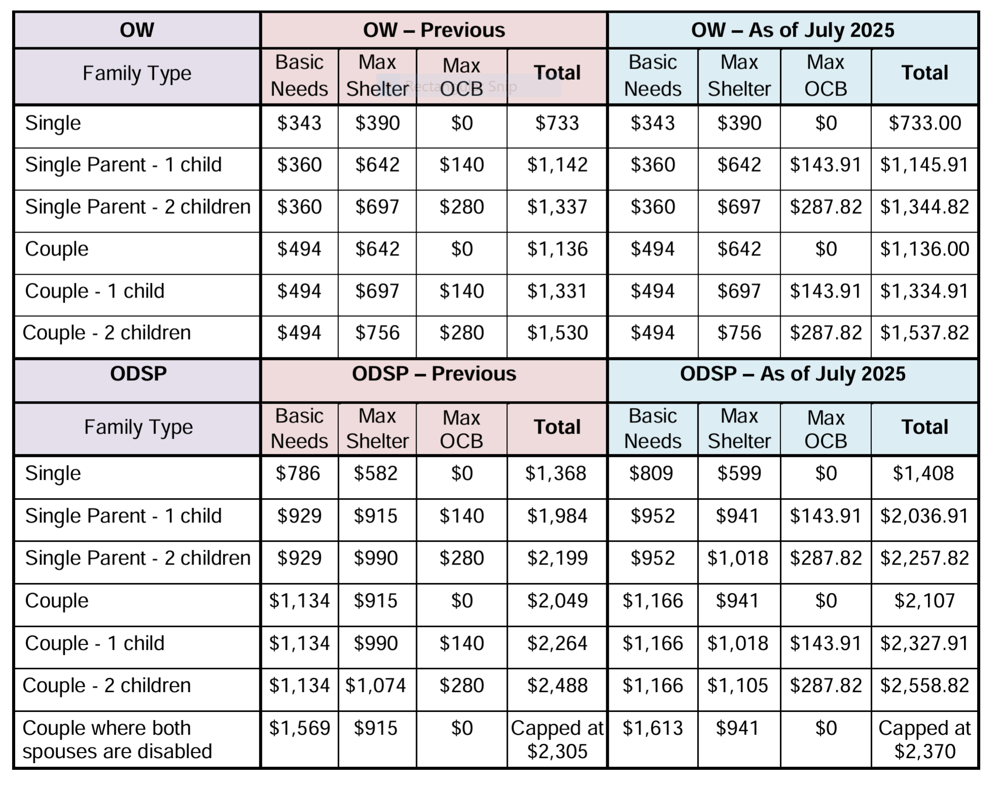 OW OW – Previous OW – As of July 2025
Family Type Basic Needs Max Shelter Max OCB Total Basic Needs Max Shelter Max OCB Total
Rectangular Snip
Single $343 $390 $0 $733 $343 $390 $0 $733.00
Single Parent - 1 child $360 $642 $140 $1,142 $360 $642 $143.91 $1,145.91
Single Parent - 2 children $360 $697 $280 $1,337 $360 $697 $287.82 $1,344.82
Couple $494 $642 $0 $1,136 $494 $642 $0 $1,136.00
Couple - 1 child $494 $697 $140 $1,331 $494 $697 $143.91 $1,334.91
Couple - 2 children $494 $756 $280 $1,530 $494 $756 $287.82 $1,537.82
ODSP ODSP – Previous ODSP – As of July 2025
Family Type Basic Needs Max Shelter Max OCB Total Basic Needs Max Shelter Max OCB Total
Single $786 $582 $0 $1,368 $809 $599 $0 $1,408
Single Parent - 1 child $929 $915 $140 $1,984 $952 $941 $143.91 $2,036.91
Single Parent - 2 children $929 $990 $280 $2,199 $952 $1,018 $287.82 $2,257.82
Couple $1,134 $915 $0 $2,049 $1,166 $941 $0 $2,107
Couple - 1 child $1,134 $990 $140 $2,264 $1,166 $1,018 $143.91 $2,327.91
Couple - 2 children $1,134 $1,074 $280 $2,488 $1,166 $1,105 $287.82 $2,558.82
Couple where both spouses are disabled $1,569 $915 $0 Capped at $2,305 $1,613 $941 $0 Capped at $2,370